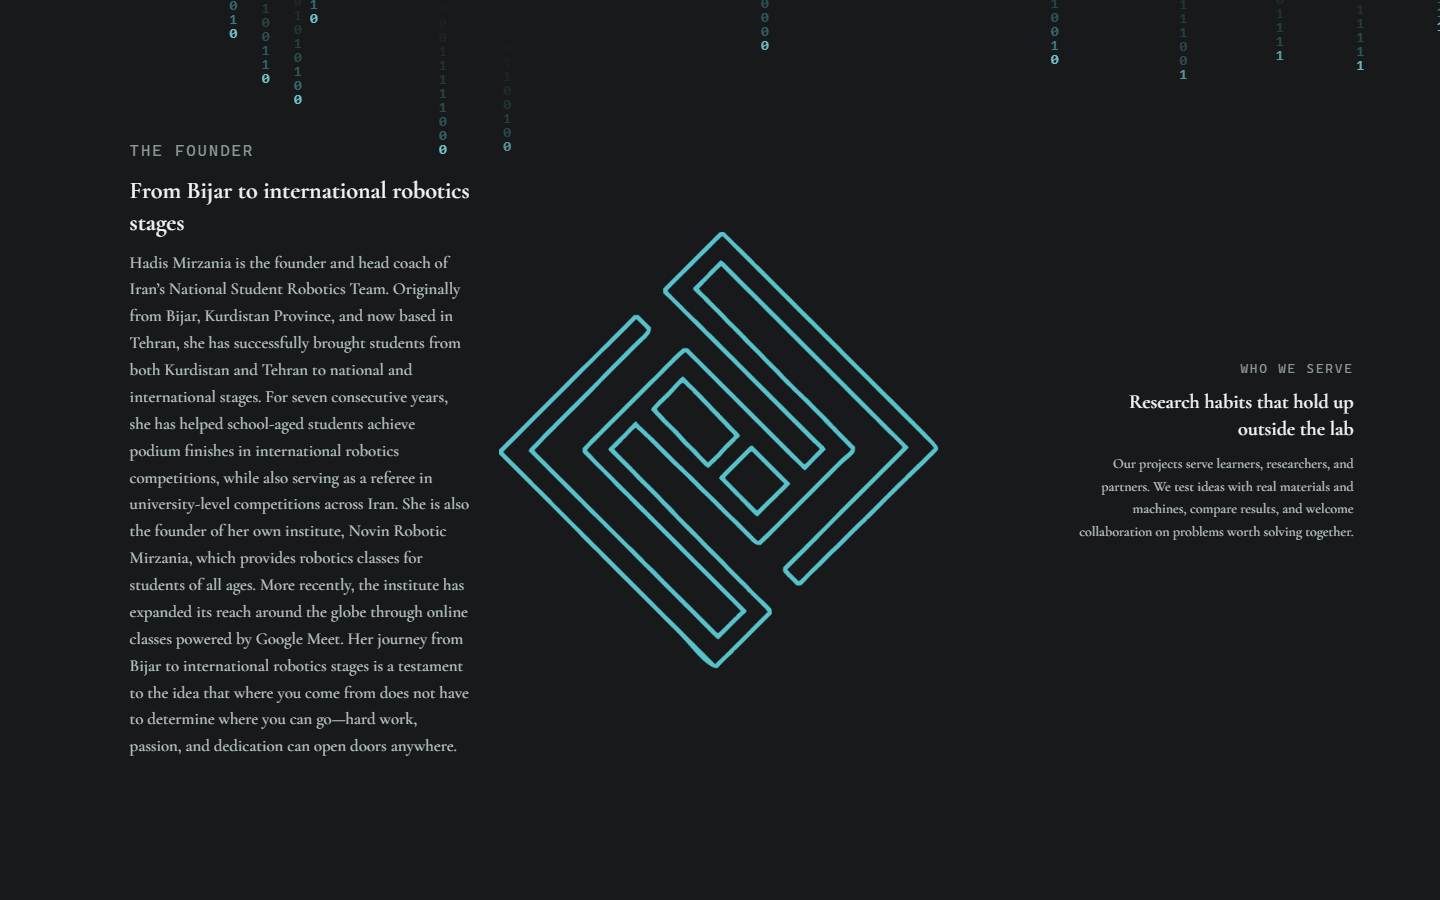 THE FOUNDER
From Bijar to international robotics
stages
Hadis Mirzania is the founder and head coach of
Iran’s National Student Robotics Team. Originally
from Bijar, Kurdistan Province, and now based in
Tehran, she has successfully brought students from
both Kurdistan and Tehran to national and
international stages. For seven consecutive years,
she has helped school-aged students achieve
podium finishes in international robotics
competitions, while also serving as a referee in
university-level competitions across Iran. She is also
the founder of her own institute, Novin Robotic
Mirzania, which provides robotics classes for
students of all ages. More recently, the institute has
expanded its reach around the globe through online
classes powered by Google Meet. Her journey from
Bijar to international robotics stages is a testament
to the idea that where you come from does not have
to determine where you can go—hard work,
passion, and dedication can open doors anywhere.
WHO WE SERVE
Research habits that hold up
outside the lab
Our projects serve learners, researchers, and
partners. We test ideas with real materials and
machines, compare results, and welcome
collaboration on problems worth solving together.